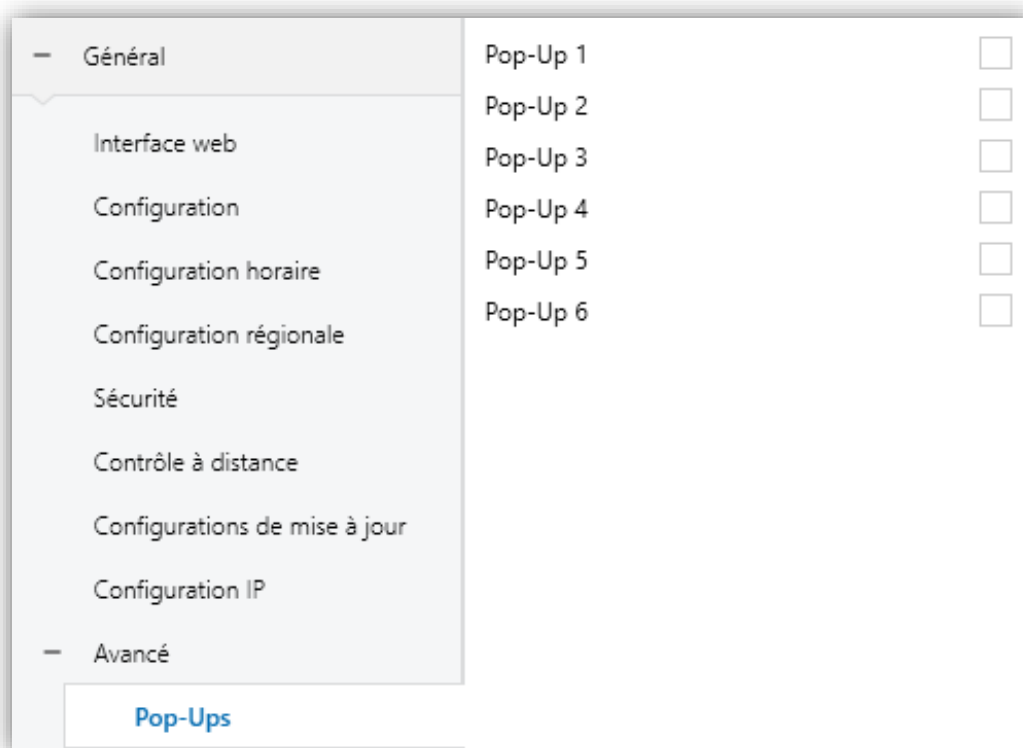 Général
Interface web
Configuration
Configuration horaire
Configuration régionale
Sécurité
Contrôle à distance
Configurations de mise à jour
Configuration IP
Avancé
Pop-Ups
Pop-Up 1
Pop-Up 2
Pop-Up 3
Pop-Up 4
Pop-Up 5
Pop-Up 6